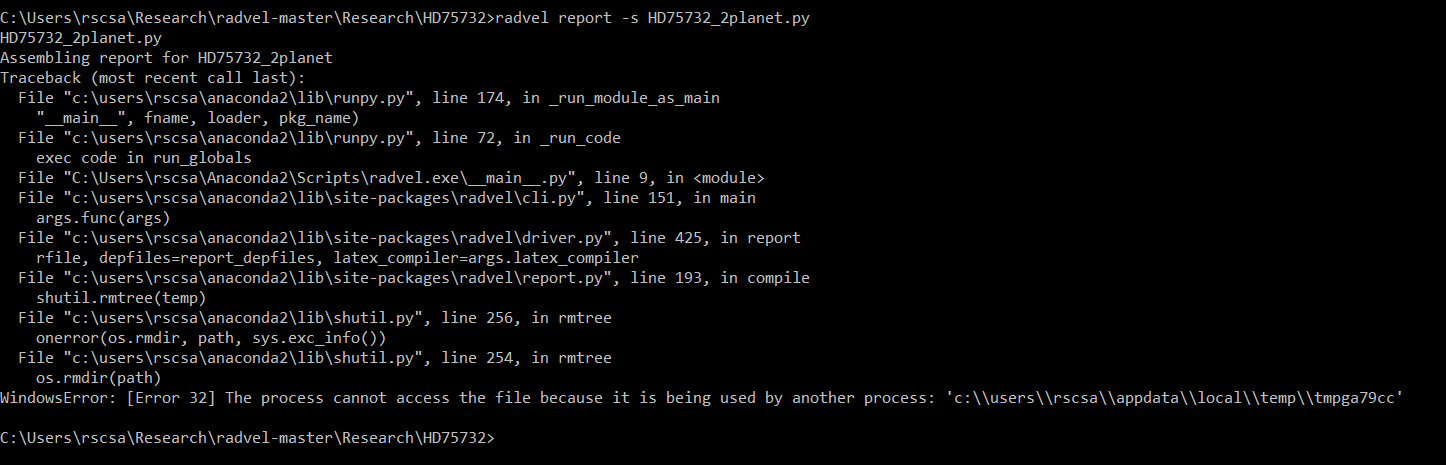 C:\Users\rscsa\Research\radvel-master\Research\HD75732>radvel report -s HD75732_2planet.py
HD75732_2planet.py
Assembling report for HD75732_2planet
Traceback (most recent call last):
  File "c:\users\rscsa\anaconda2\lib\runpy.py", line 174, in _run_module_as_main
    "__main__", fname, loader, pkg_name)
  File "c:\users\rscsa\anaconda2\lib\runpy.py", line 72, in _run_code
    exec code in run_globals
  File "C:\Users\rscsa\Anaconda2\Scripts\radvel.exe\__main__.py", line 9, in <module>
  File "c:\users\rscsa\anaconda2\lib\site-packages\radvel\cli.py", line 151, in main
    args.func(args)
  File "c:\users\rscsa\anaconda2\lib\site-packages\radvel\driver.py", line 425, in report
    rfile, depfiles=report_depfiles, latex_compiler=args.latex_compiler
  File "c:\users\rscsa\anaconda2\lib\site-packages\radvel\report.py", line 193, in compile
    shutil.rmtree(temp)
  File "c:\users\rscsa\anaconda2\lib\shutil.py", line 256, in rmtree
    onerror(os.rmdir, path, sys.exc_info())
  File "c:\users\rscsa\anaconda2\lib\shutil.py", line 254, in rmtree
    os.rmdir(path)
WindowsError: [Error 32] The process cannot access the file because it is being used by another process: 'c:\\users\\rscsa\\appdata\\local\\temp\\tmpga79cc'
C:\Users\rscsa\Research\radvel-master\Research\HD75732>